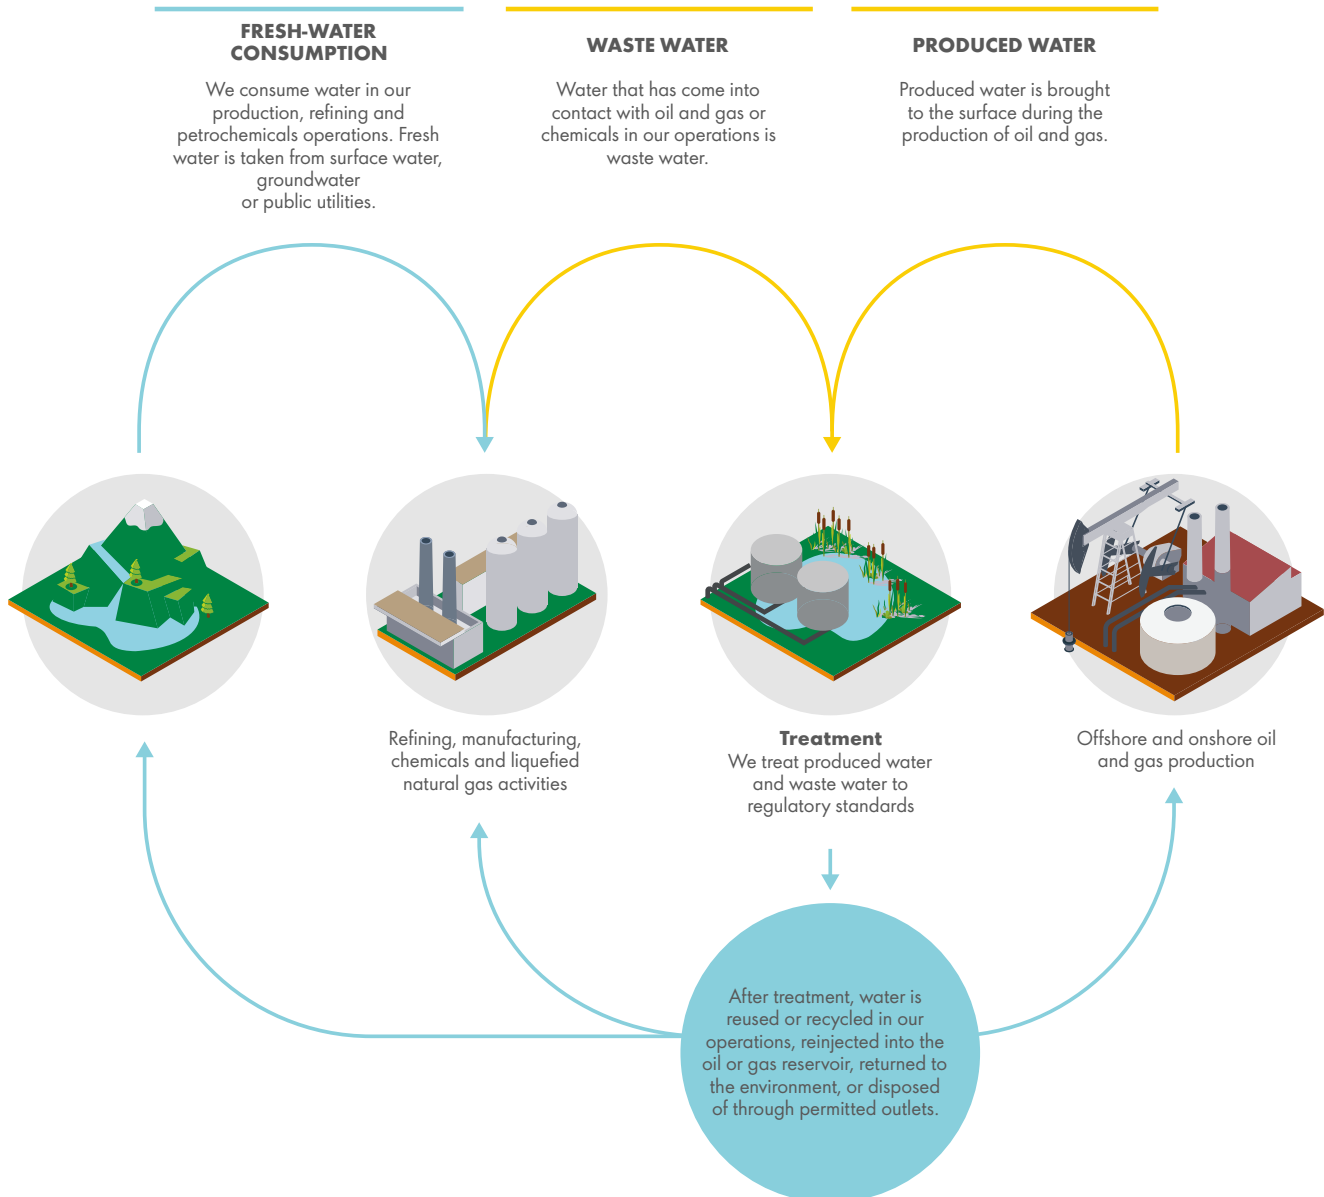 FRESH-WATER
CONSUMPTION
We consume water in our
production, refining and
petrochemicals operations. Fresh
water is taken from surface water,
groundwater
or public utilities.
WASTE WATER
Water that has come into
contact with oil and gas or
chemicals in our operations is
waste water.
PRODUCED WATER
Produced water is brought
to the surface during the
production of oil and gas.
Refining, manufacturing,
chemicals and liquefied
natural gas activities
Treatment
We treat produced water
and waste water to
regulatory standards
Offshore and onshore oil
and gas production
After treatment, water is
reused or recycled in our
operations, reinjected into the
oil or gas reservoir, returned to
the environment, or disposed
of through permitted outlets.